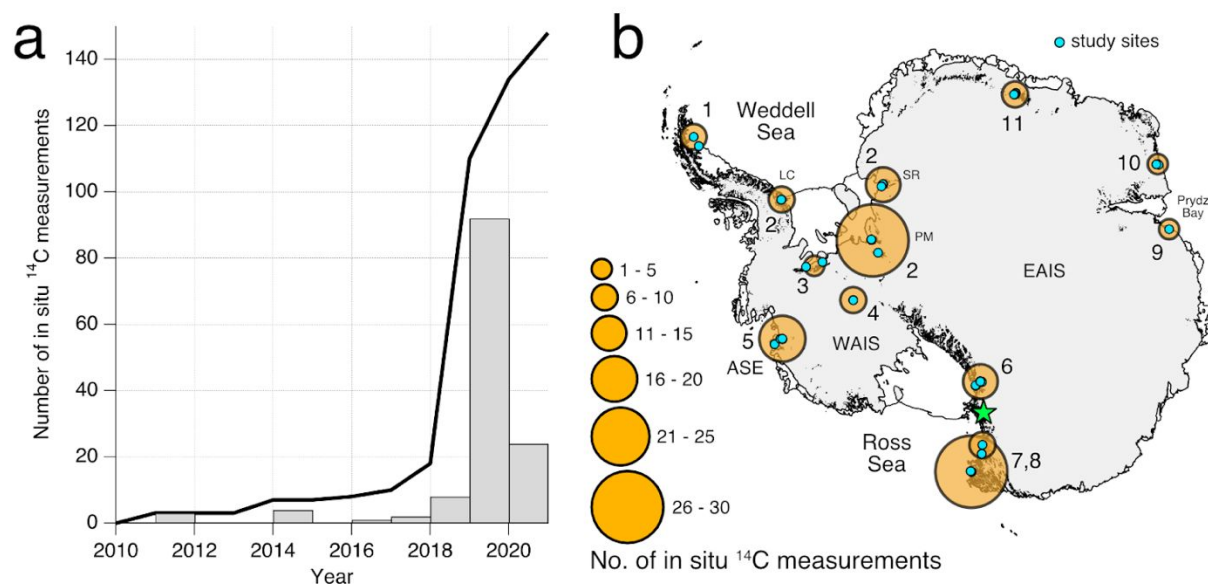 a
Number of in situ ¹⁴C measurements
140
120
100
80
60
40
20
0
2010
2012
2014
2016
2018
2020
Year
b
study sites
1
Weddell
Sea
11
2
SR
10
LC
2
Prydz
Bay
PM
9
2
EAIS
3
1 - 5
6 - 10
4
11 - 15
5
WAIS
ASE
16 - 20
6
21 - 25
Ross
Sea
7,8
26 - 30
No. of in situ ¹⁴C measurements